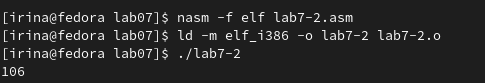 [irina@fedora lab07]$ nasm -f elf lab7-2.asm
[irina@fedora lab07]$ ld -m elf_i386 -o lab7-2 lab7-2.o
[irina@fedora lab07]$ ./lab7-2
106